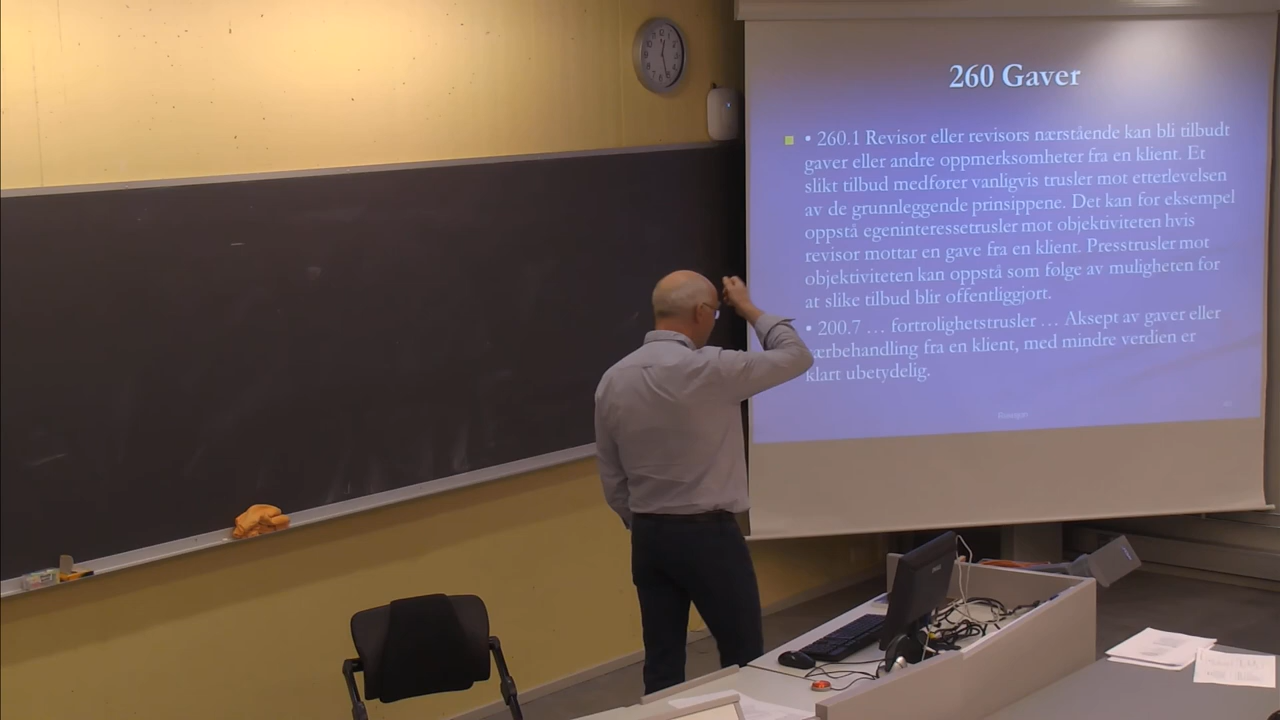 260 Gaver
• 260.1 Revisor eller revisors nærstående kan bli tilbudt
gaver eller andre oppmerksomheter fra en klient. Et
slikt tilbud medfører vanligvis trusler mot etterlevelsen
av de grunnleggende prinsippene. Det kan for eksempel
oppstå egeninteressetrusler mot objektiviteten hvis
revisor mottar en gave fra en klient. Presstrusler mot
objektiviteten kan oppstå som følge av muligheten for
at slike tilbud blir offentliggjort.
• 200.7 … fortrolighetstrusler … Aksept av gaver eller
ærbehandling fra en klient, med mindre verdien er
klart ubetydelig.